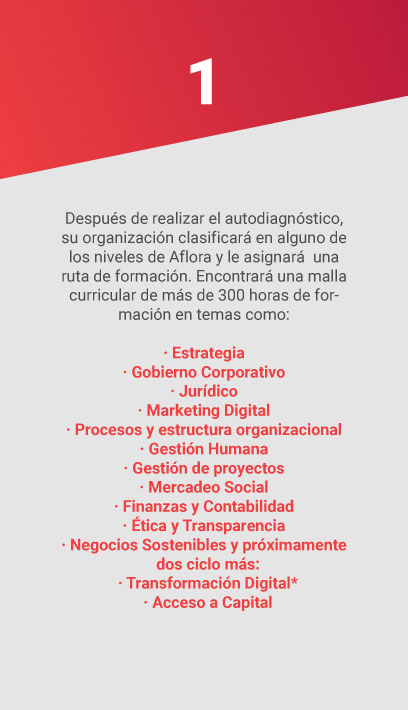 1
Después de realizar el autodiagnóstico,
su organización clasificará en alguno de
los niveles de Aflora y le asignará  una
ruta de formación. Encontrará una malla
curricular de más de 300 horas de for-
mación en temas como:
· Estrategia
· Gobierno Corporativo
· Jurídico
· Marketing Digital
· Procesos y estructura organizacional
· Gestión Humana
· Gestión de proyectos
· Mercadeo Social
· Finanzas y Contabilidad
· Ética y Transparencia
· Negocios Sostenibles y próximamente
dos ciclo más:
· Transformación Digital*
· Acceso a Capital